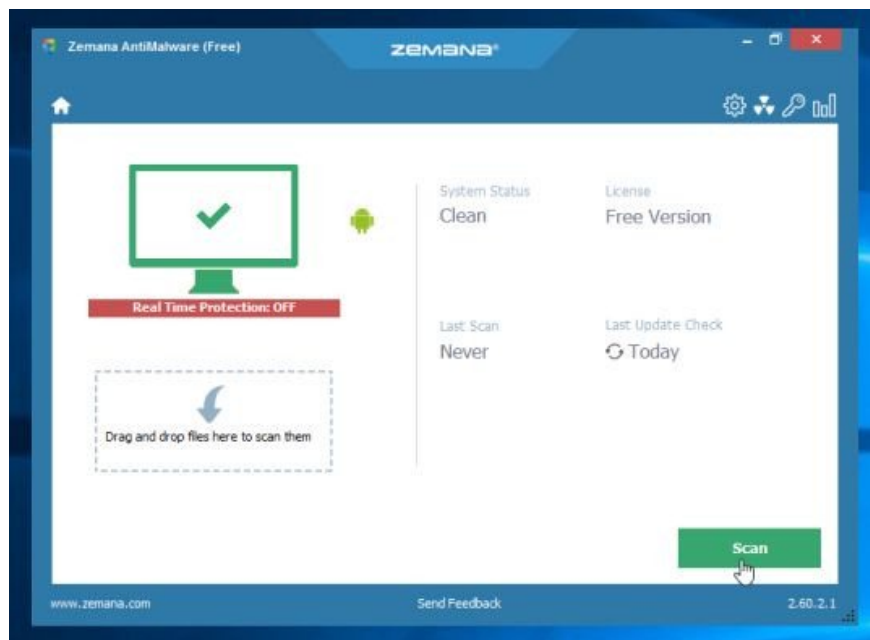 Zemana AntiMalware (Free)
zemana®
System Status
Clean
License
Free Version
Real Time Protection: OFF
Last Scan
Never
Last Update Check
Today
Drag and drop files here to scan them
Scan
www.zemana.com
Send Feedback
2.60.2.1